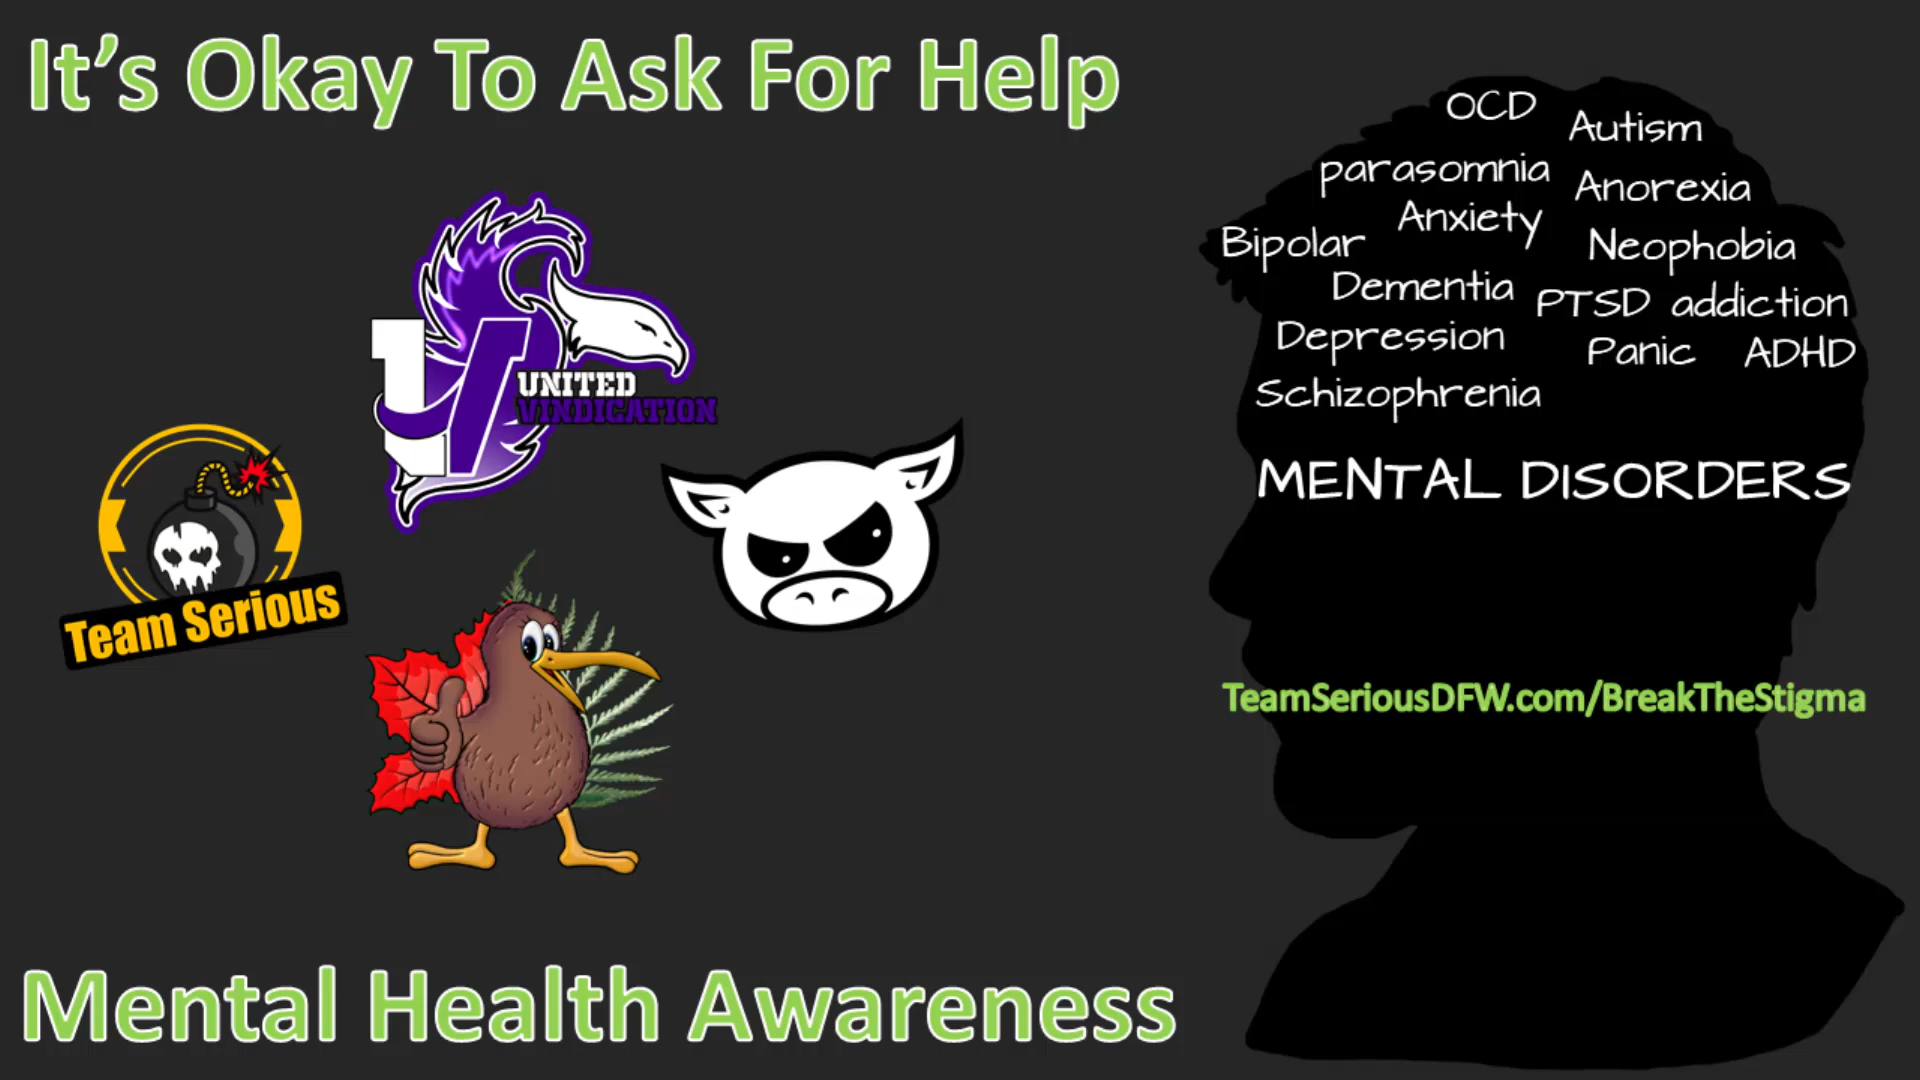 It's Okay To Ask For Help
UNITED
VINDICATION
Team Serious
OCD
Autism
parasomnia
Anorexia
Anxiety
Bipolar
Neophobia
Dementia
PTSD addiction
Depression
Panic
ADHD
Schizophrenia
MENTAL DISORDERS
TeamSeriousDFW.com/BreakTheStigma
Mental Health Awareness